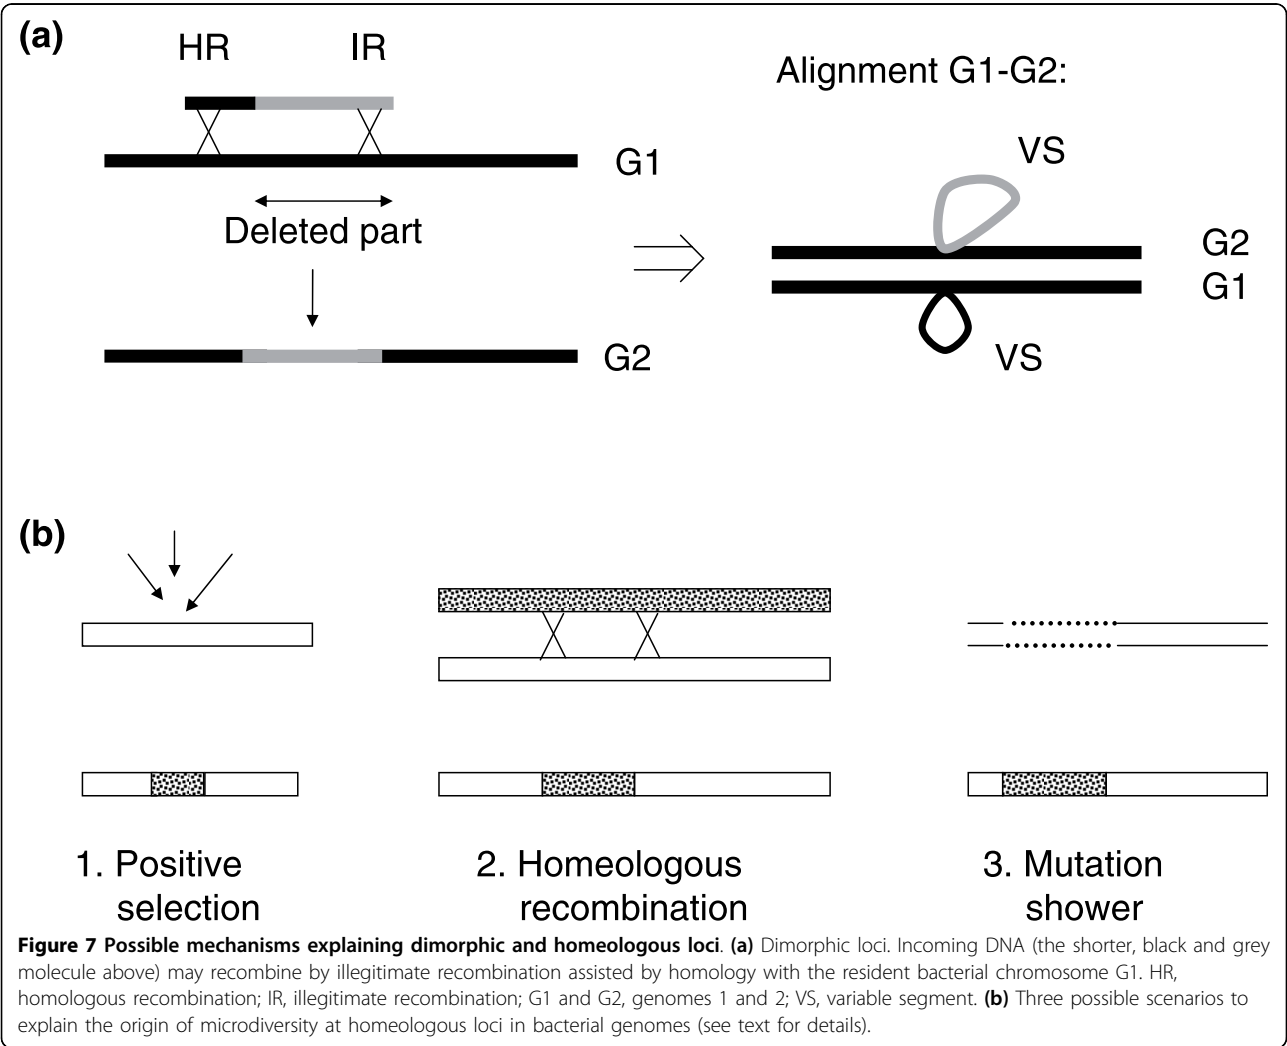 (a)
HR IR
Alignment G1-G2:
VS
G1
Deleted part
G2
G1
VS
G2
(b)
1. Positive
selection
2. Homeologous
recombination
3. Mutation
shower
Figure 7 Possible mechanisms explaining dimorphic and homeologous loci. (a) Dimorphic loci. Incoming DNA (the shorter, black and grey
molecule above) may recombine by illegitimate recombination assisted by homology with the resident bacterial chromosome G1. HR,
homologous recombination; IR, illegitimate recombination; G1 and G2, genomes 1 and 2; VS, variable segment. (b) Three possible scenarios to
explain the origin of microdiversity at homeologous loci in bacterial genomes (see text for details).